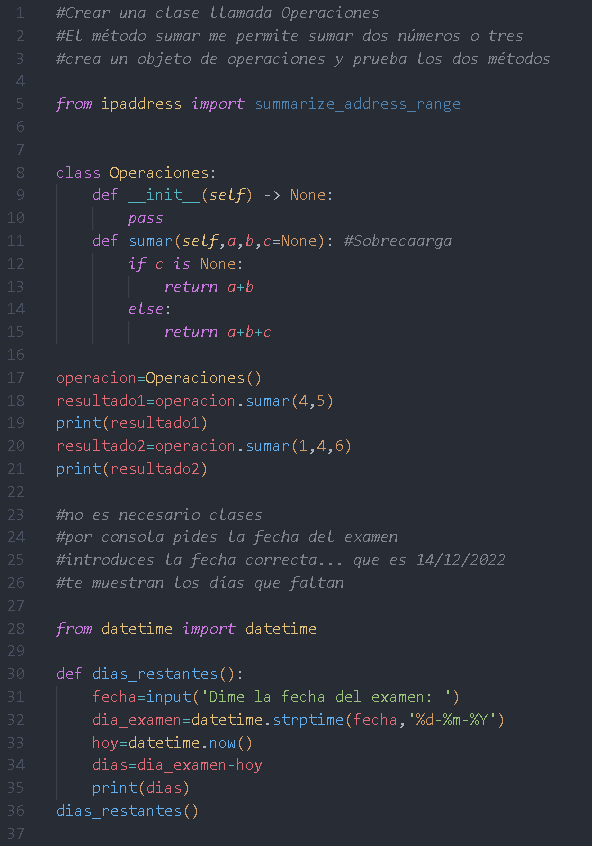 1 #Crear una clase llamada Operaciones
2 #El método sumar me permite sumar dos números o tres
3 #crea un objeto de operaciones y prueba los dos métodos
4
5 from ipaddress import summarize_address_range
6
7
8 class Operaciones:
9     def __init__(self) -> None:
10         pass
11     def sumar(self,a,b,c=None): #Sobrecaarga
12         if c is None:
13             return a+b
14         else:
15             return a+b+c
16
17 operacion=Operaciones()
18 resultado1=operacion.sumar(4,5)
19 print(resultado1)
20 resultado2=operacion.sumar(1,4,6)
21 print(resultado2)
22
23 #no es necesario clases
24 #por consola pides la fecha del examen
25 #introduces la fecha correcta... que es 14/12/2022
26 #te muestran los días que faltan
27
28 from datetime import datetime
29
30 def dias_restantes():
31     fecha=input('Dime la fecha del examen: ')
32     dia_examen=datetime.strptime(fecha,'%d-%m-%Y')
33     hoy=datetime.now()
34     dias=dia_examen-hoy
35     print(dias)
36 dias_restantes()
37